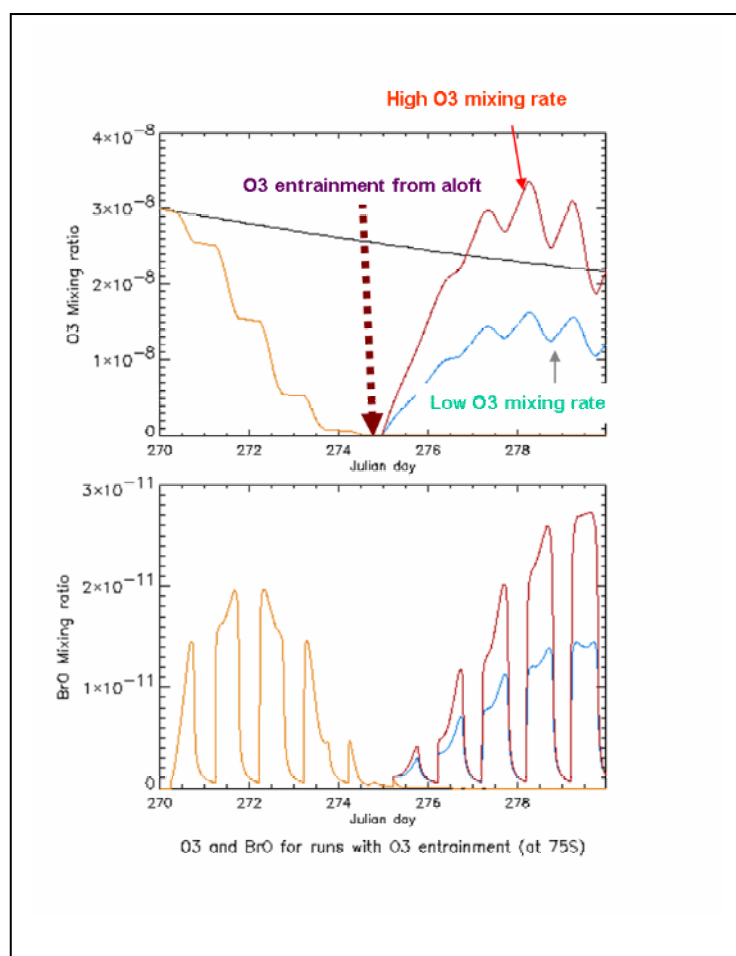 High O3 mixing rate
4×10⁻⁸
O3 entrainment from aloft
3×10⁻⁸
2×10⁻⁸
1×10⁻⁸
0
O3 Mixing ratio
Low O3 mixing rate
270 272 274 276 278
Julian day
3×10⁻¹¹
2×10⁻¹¹
1×10⁻¹¹
0
BrO Mixing ratio
270 272 274 276 278
Julian day
O3 and BrO for runs with O3 entrainment (at 75S)